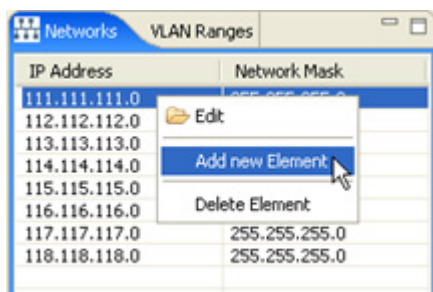 Networks VLAN Ranges
IP Address Network Mask
111.111.111.0
112.112.112.0 Edit
113.113.113.0
114.114.114.0 Add new Element
115.115.115.0
116.116.116.0 Delete Element
117.117.117.0 255.255.255.0
118.118.118.0 255.255.255.0